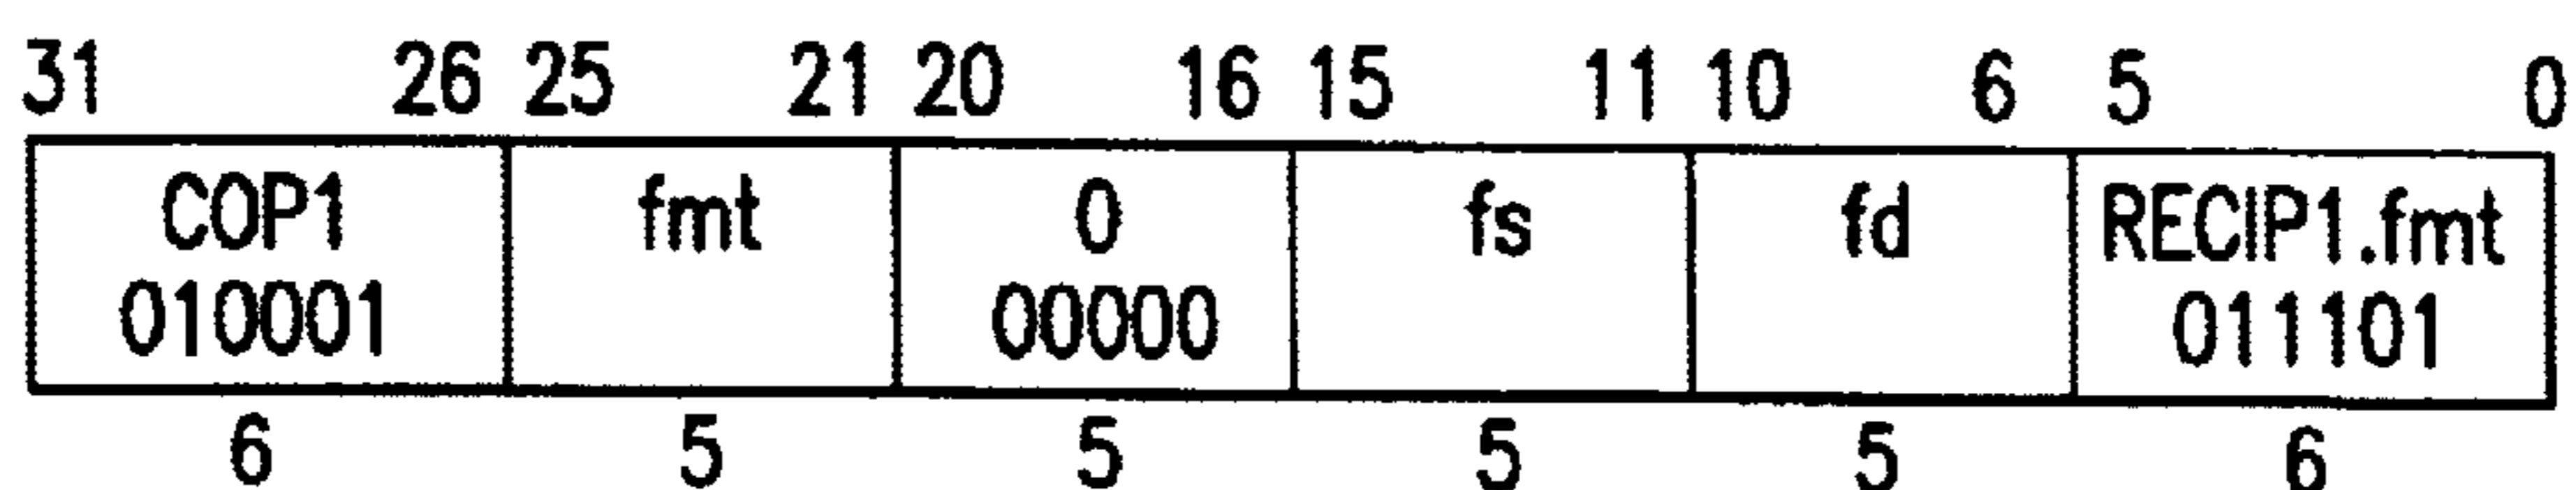 31 26 25 21 20 16 15 11 10 6 5 0
COP1 fmt 0 fs fd RECIP1.fmt
010001 00000 011101
6 5 5 5 5 6